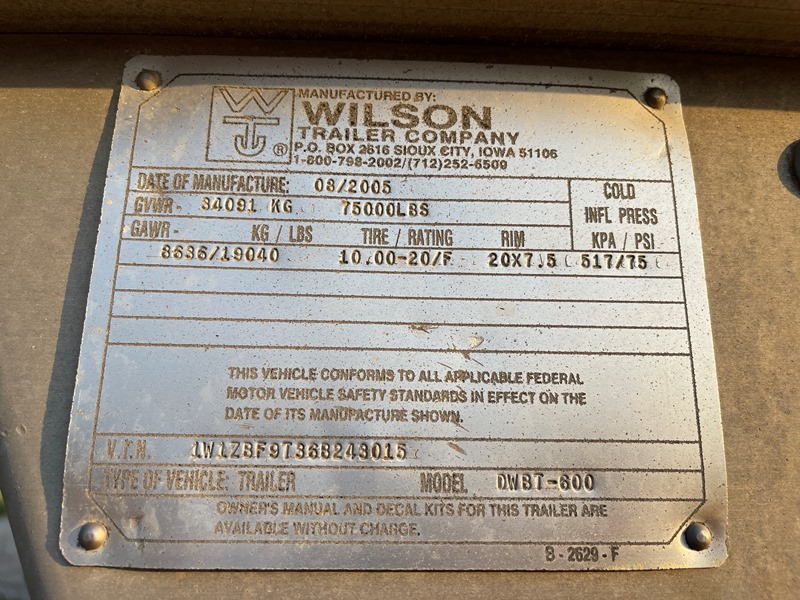 MANUFACTURED BY:
WILSON
TRAILER COMPANY
P.O. BOX 2616 SIOUX CITY, IOWA 51106
1-800-798-2002/(712)252-6500
DATE OF MANUFACTURE: 08/2005
GVWR- 34091 KG 75000LBS
COLD
INFL PRESS
GAWR- KG / LBS TIRE / RATING RIM KPA / PSI
8636/19040 10.00-20/F 20X7.5 517/75
THIS VEHICLE CONFORMS TO ALL APPLICABLE FEDERAL
MOTOR VEHICLE SAFETY STANDARDS IN EFFECT ON THE
DATE OF ITS MANUFACTURE SHOWN.
V.I.N.
TYPE OF VEHICLE: TRAILER MODEL DWBT-600
OWNER'S MANUAL AND DECAL KITS FOR THIS TRAILER ARE
AVAILABLE WITHOUT CHARGE.
B-2629-F